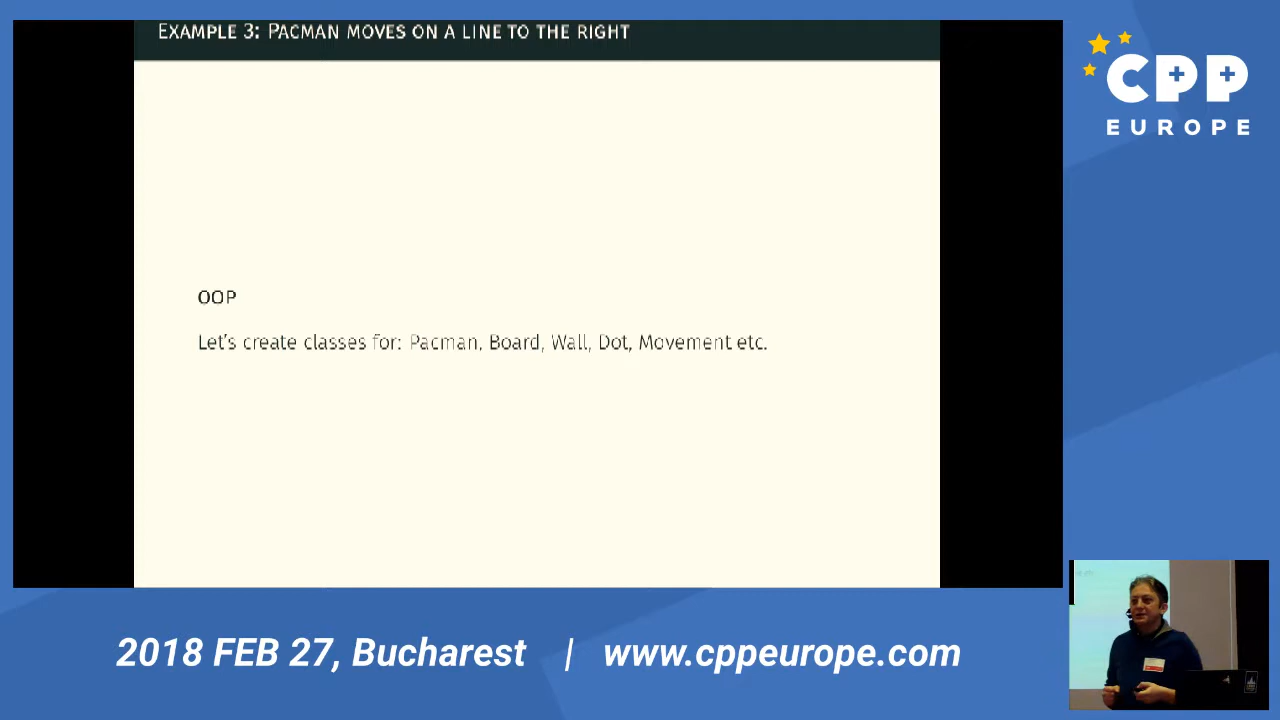 EXAMPLE 3: PACMAN MOVES ON A LINE TO THE RIGHT
OOP
Let's create classes for: Pacman, Board, Wall, Dot, Movement etc.
CPP
EUROPE
2018 FEB 27, Bucharest | www.cppeurope.com